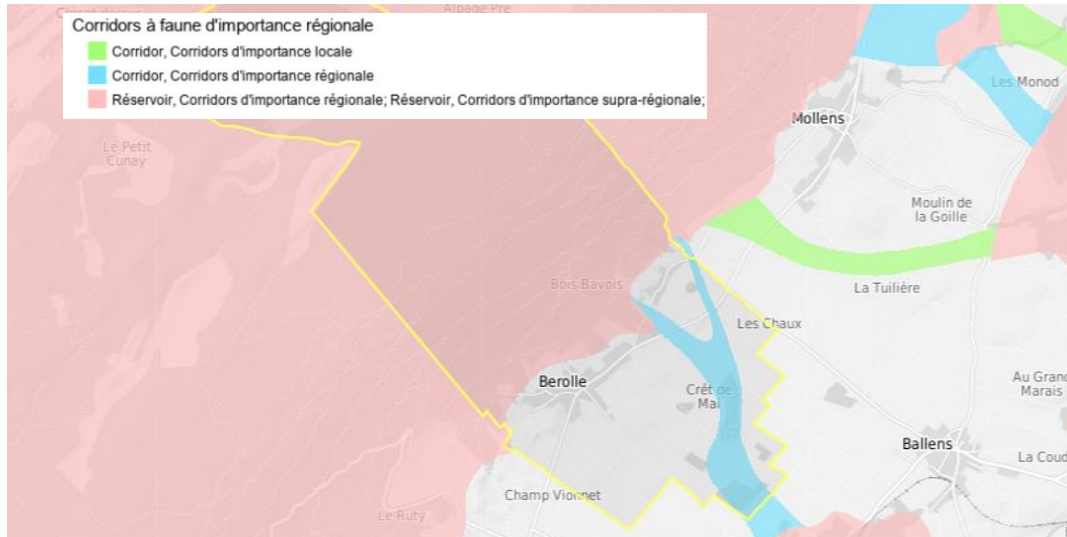 Alpage Pré
Corridors à faune d'importance régionale
Corridor, Corridors d'importance locale
Corridor, Corridors d'importance régionale
Réservoir, Corridors d'importance régionale; Réservoir, Corridors d'importance supra-régionale;
Les Monod
Mollens
Le Petit
Cunay
Moulin de
la Goille
Bois Bavois
La Tuilière
Les Chaux
Berolle
Crêt de
Mai
Au Grand
Marais
Ballens
La Coud
Champ Vionnet
Le Ruty